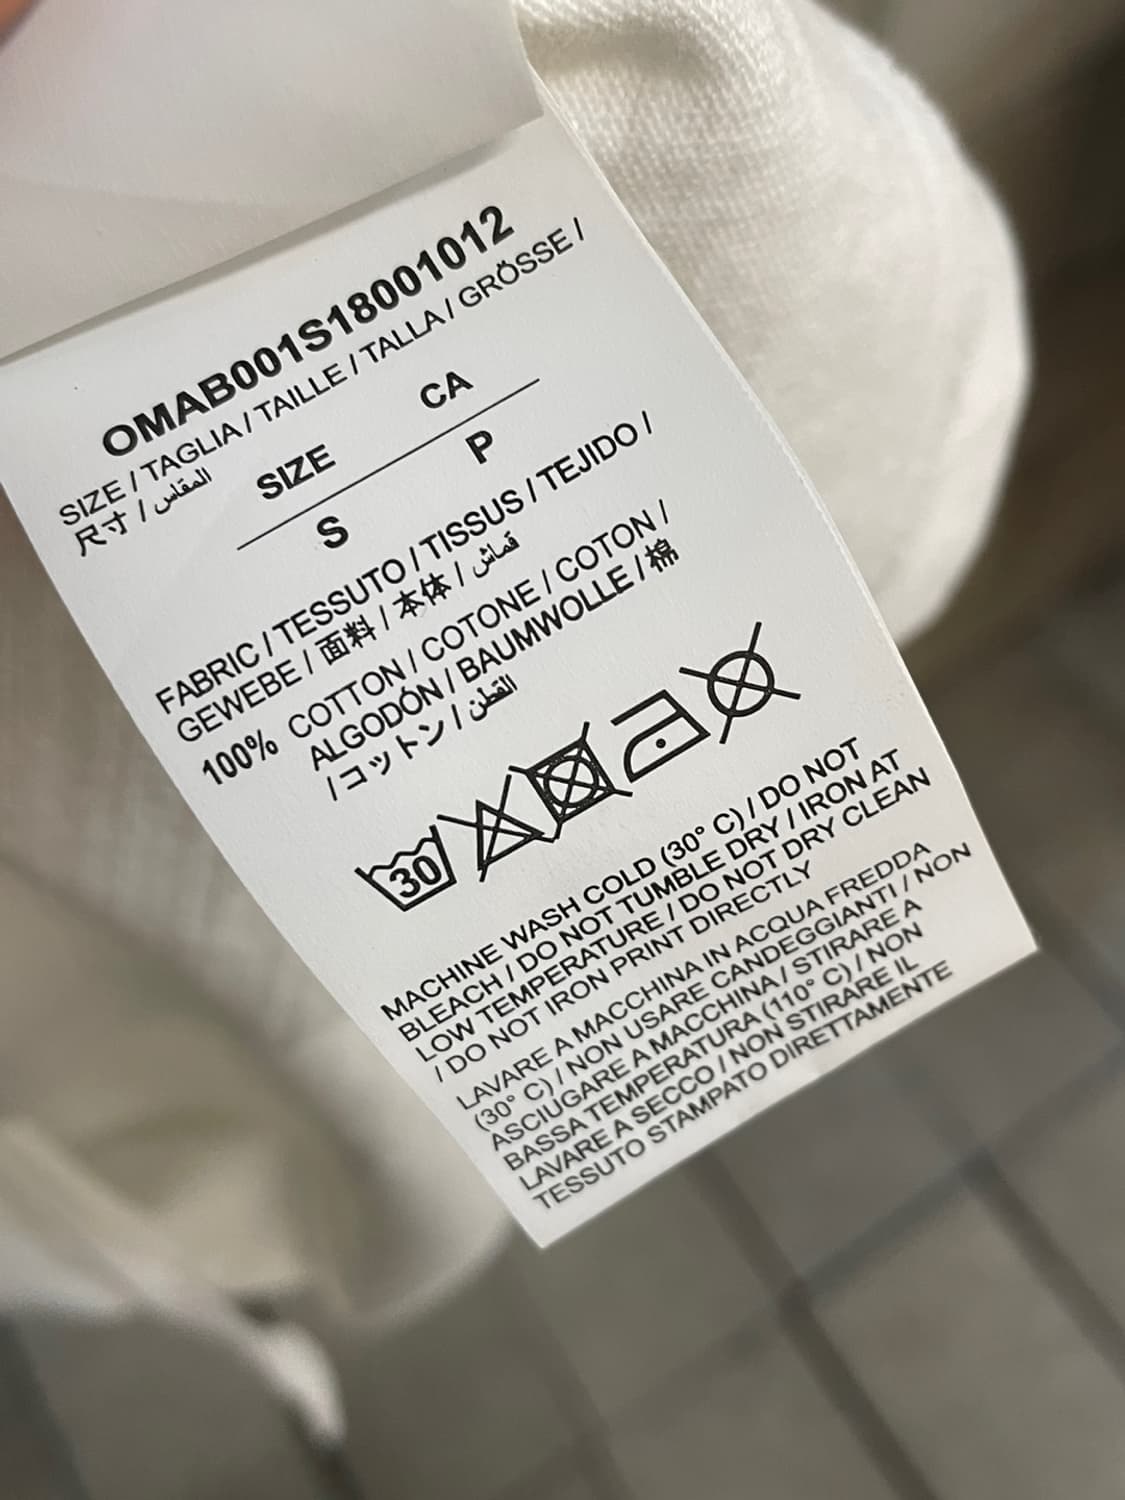 OMAB001S18001012
SIZE / TAGLIA / TAILLE / TALLA / GRÖSSE /
尺寸 / المقاس
SIZE CA
S P
FABRIC / TESSUTO / TISSUS / TEJIDO /
GEWEBE / 面料 / 本体 / قماش
100% COTTON / COTONE / COTON /
ALGODÓN / BAUMWOLLE / 棉
/ コットン / القطن
30
MACHINE WASH COLD (30° C) / DO NOT
BLEACH / DO NOT TUMBLE DRY / IRON AT
LOW TEMPERATURE / DO NOT DRY CLEAN
/ DO NOT IRON PRINT DIRECTLY
LAVARE A MACCHINA IN ACQUA FREDDA
(30° C) / NON USARE CANDEGGIANTI / NON
ASCIUGARE A MACCHINA / STIRARE A
BASSA TEMPERATURA (110° C) / NON
LAVARE A SECCO / NON STIRARE IL
TESSUTO STAMPATO DIRETTAMENTE